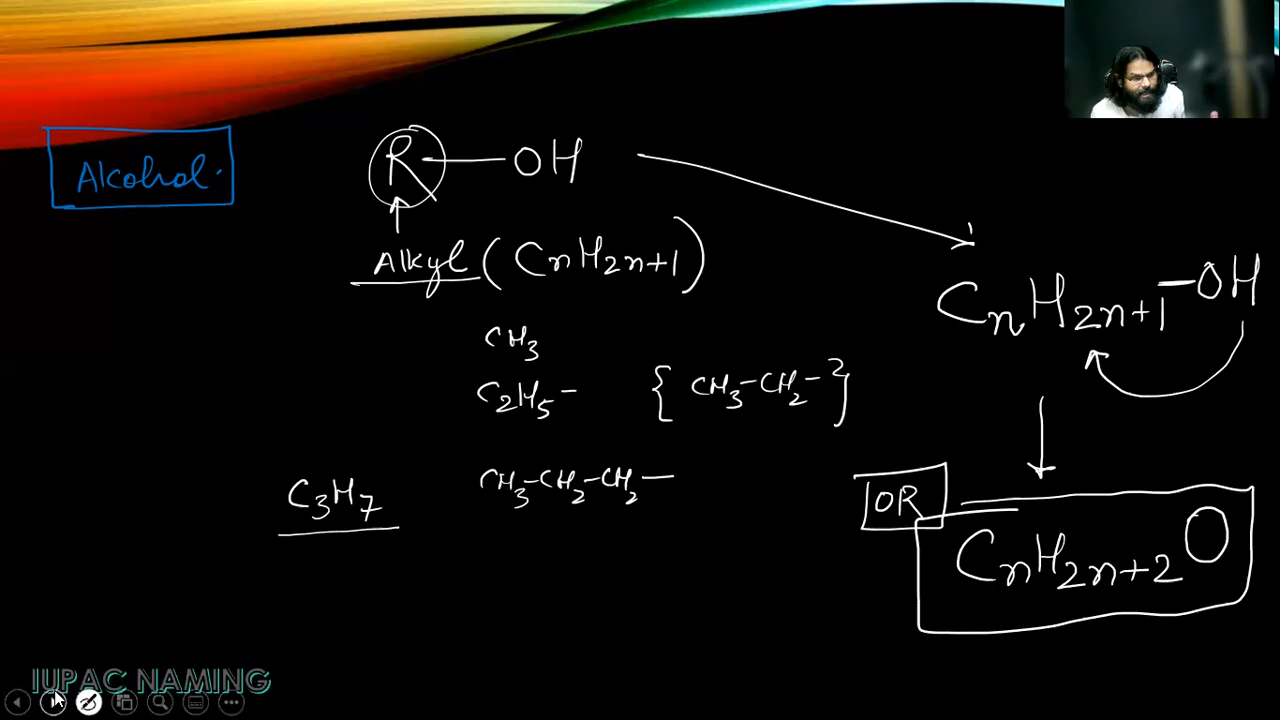 Alcohol.
R—OH
Alkyl (CnH2n+1)
CnH2n+1—OH
CH3
C2H5— { CH3—CH2—}
C3H7 CH3—CH2—CH2—
OR
CnH2n+2O
IUPAC NAMING